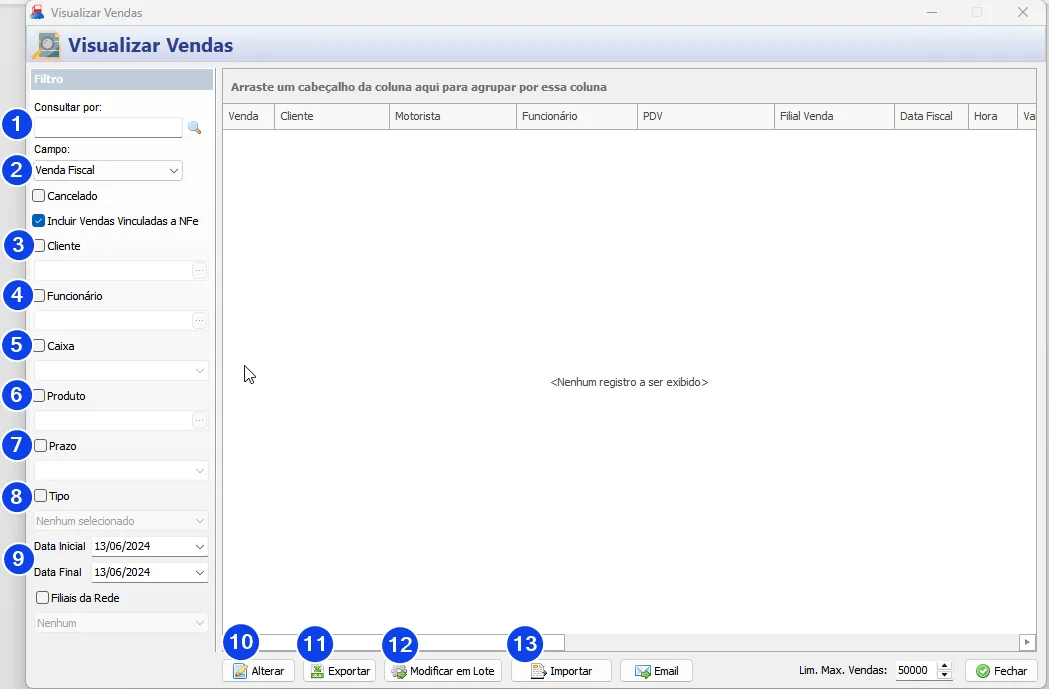 Visualizar Vendas
Visualizar Vendas
Filtro
Consultar por:
1
Campo:
2
Venda Fiscal
Cancelado
Incluir Vendas Vinculadas a NFe
3
Cliente
4
Funcionário
5
Caixa
6
Produto
7
Prazo
8
Tipo
Nenhum selecionado
9
Data Inicial 13/06/2024
Data Final 13/06/2024
Filiais da Rede
Nenhum
Arraste um cabeçalho da coluna aqui para agrupar por essa coluna
Venda Cliente Motorista Funcionário PDV Filial Venda Data Fiscal Hora Va
<Nenhum registro a ser exibido>
10 11 12 13
Alterar Exportar Modificar em Lote Importar Email Lim. Max. Vendas: 50000 Fechar